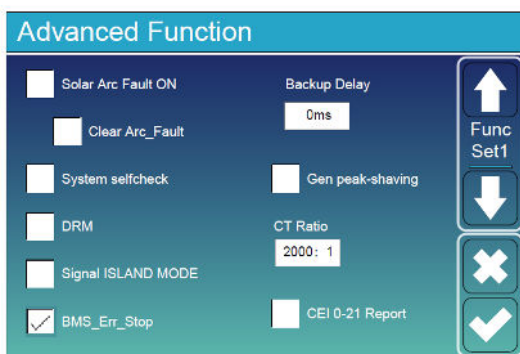 Advanced Function
Solar Arc Fault ON
Backup Delay
0ms
Clear Arc_Fault
Func
Set1
System selfcheck
Gen peak-shaving
DRM
CT Ratio
2000: 1
Signal ISLAND MODE
BMS_Err_Stop
CEI 0-21 Report